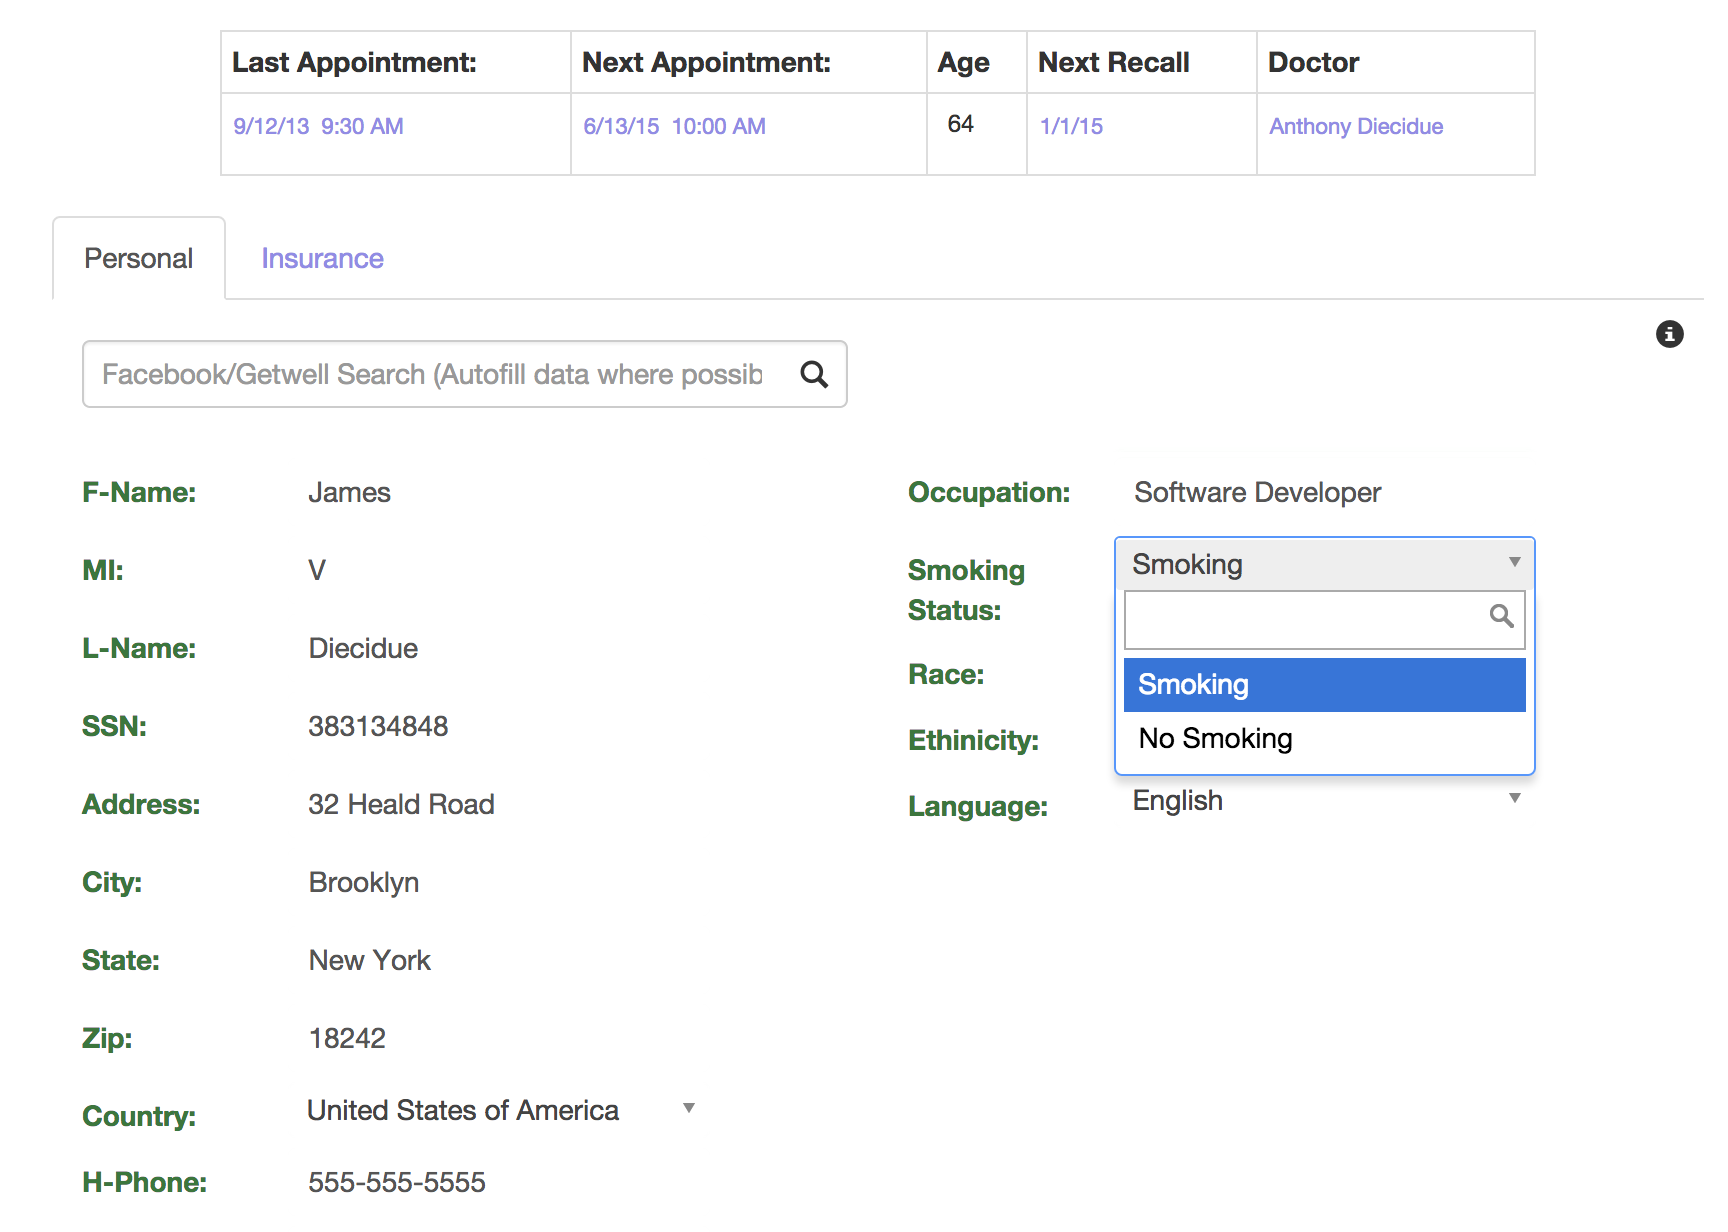 Last Appointment: Next Appointment: Age Next Recall Doctor
9/12/13 9:30 AM 6/13/15 10:00 AM 64 1/1/15 Anthony Diecidue
Personal Insurance
Facebook/Getwell Search (Autofill data where possib
F-Name: James
MI: V
L-Name: Diecidue
SSN: 383134848
Address: 32 Heald Road
City: Brooklyn
State: New York
Zip: 18242
Country: United States of America
H-Phone: 555-555-5555
Occupation: Software Developer
Smoking Status: Smoking
Smoking
No Smoking
Race:
Ethinicity:
Language: English